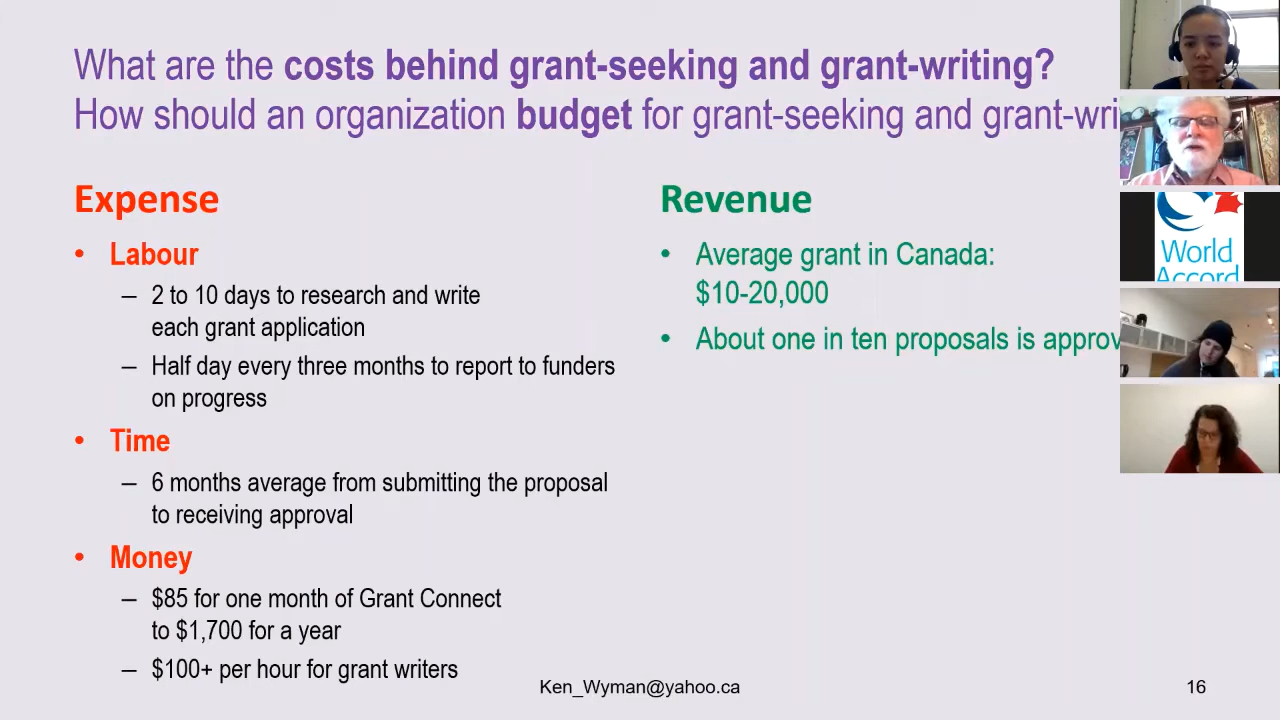 What are the costs behind grant-seeking and grant-writing?
How should an organization budget for grant-seeking and grant-wri
Expense
• Labour
– 2 to 10 days to research and write
each grant application
– Half day every three months to report to funders
on progress
• Time
– 6 months average from submitting the proposal
to receiving approval
• Money
– $85 for one month of Grant Connect
to $1,700 for a year
– $100+ per hour for grant writers
Revenue
• Average grant in Canada:
$10-20,000
• About one in ten proposals is approv
World
Accord
Ken_Wyman@yahoo.ca
16